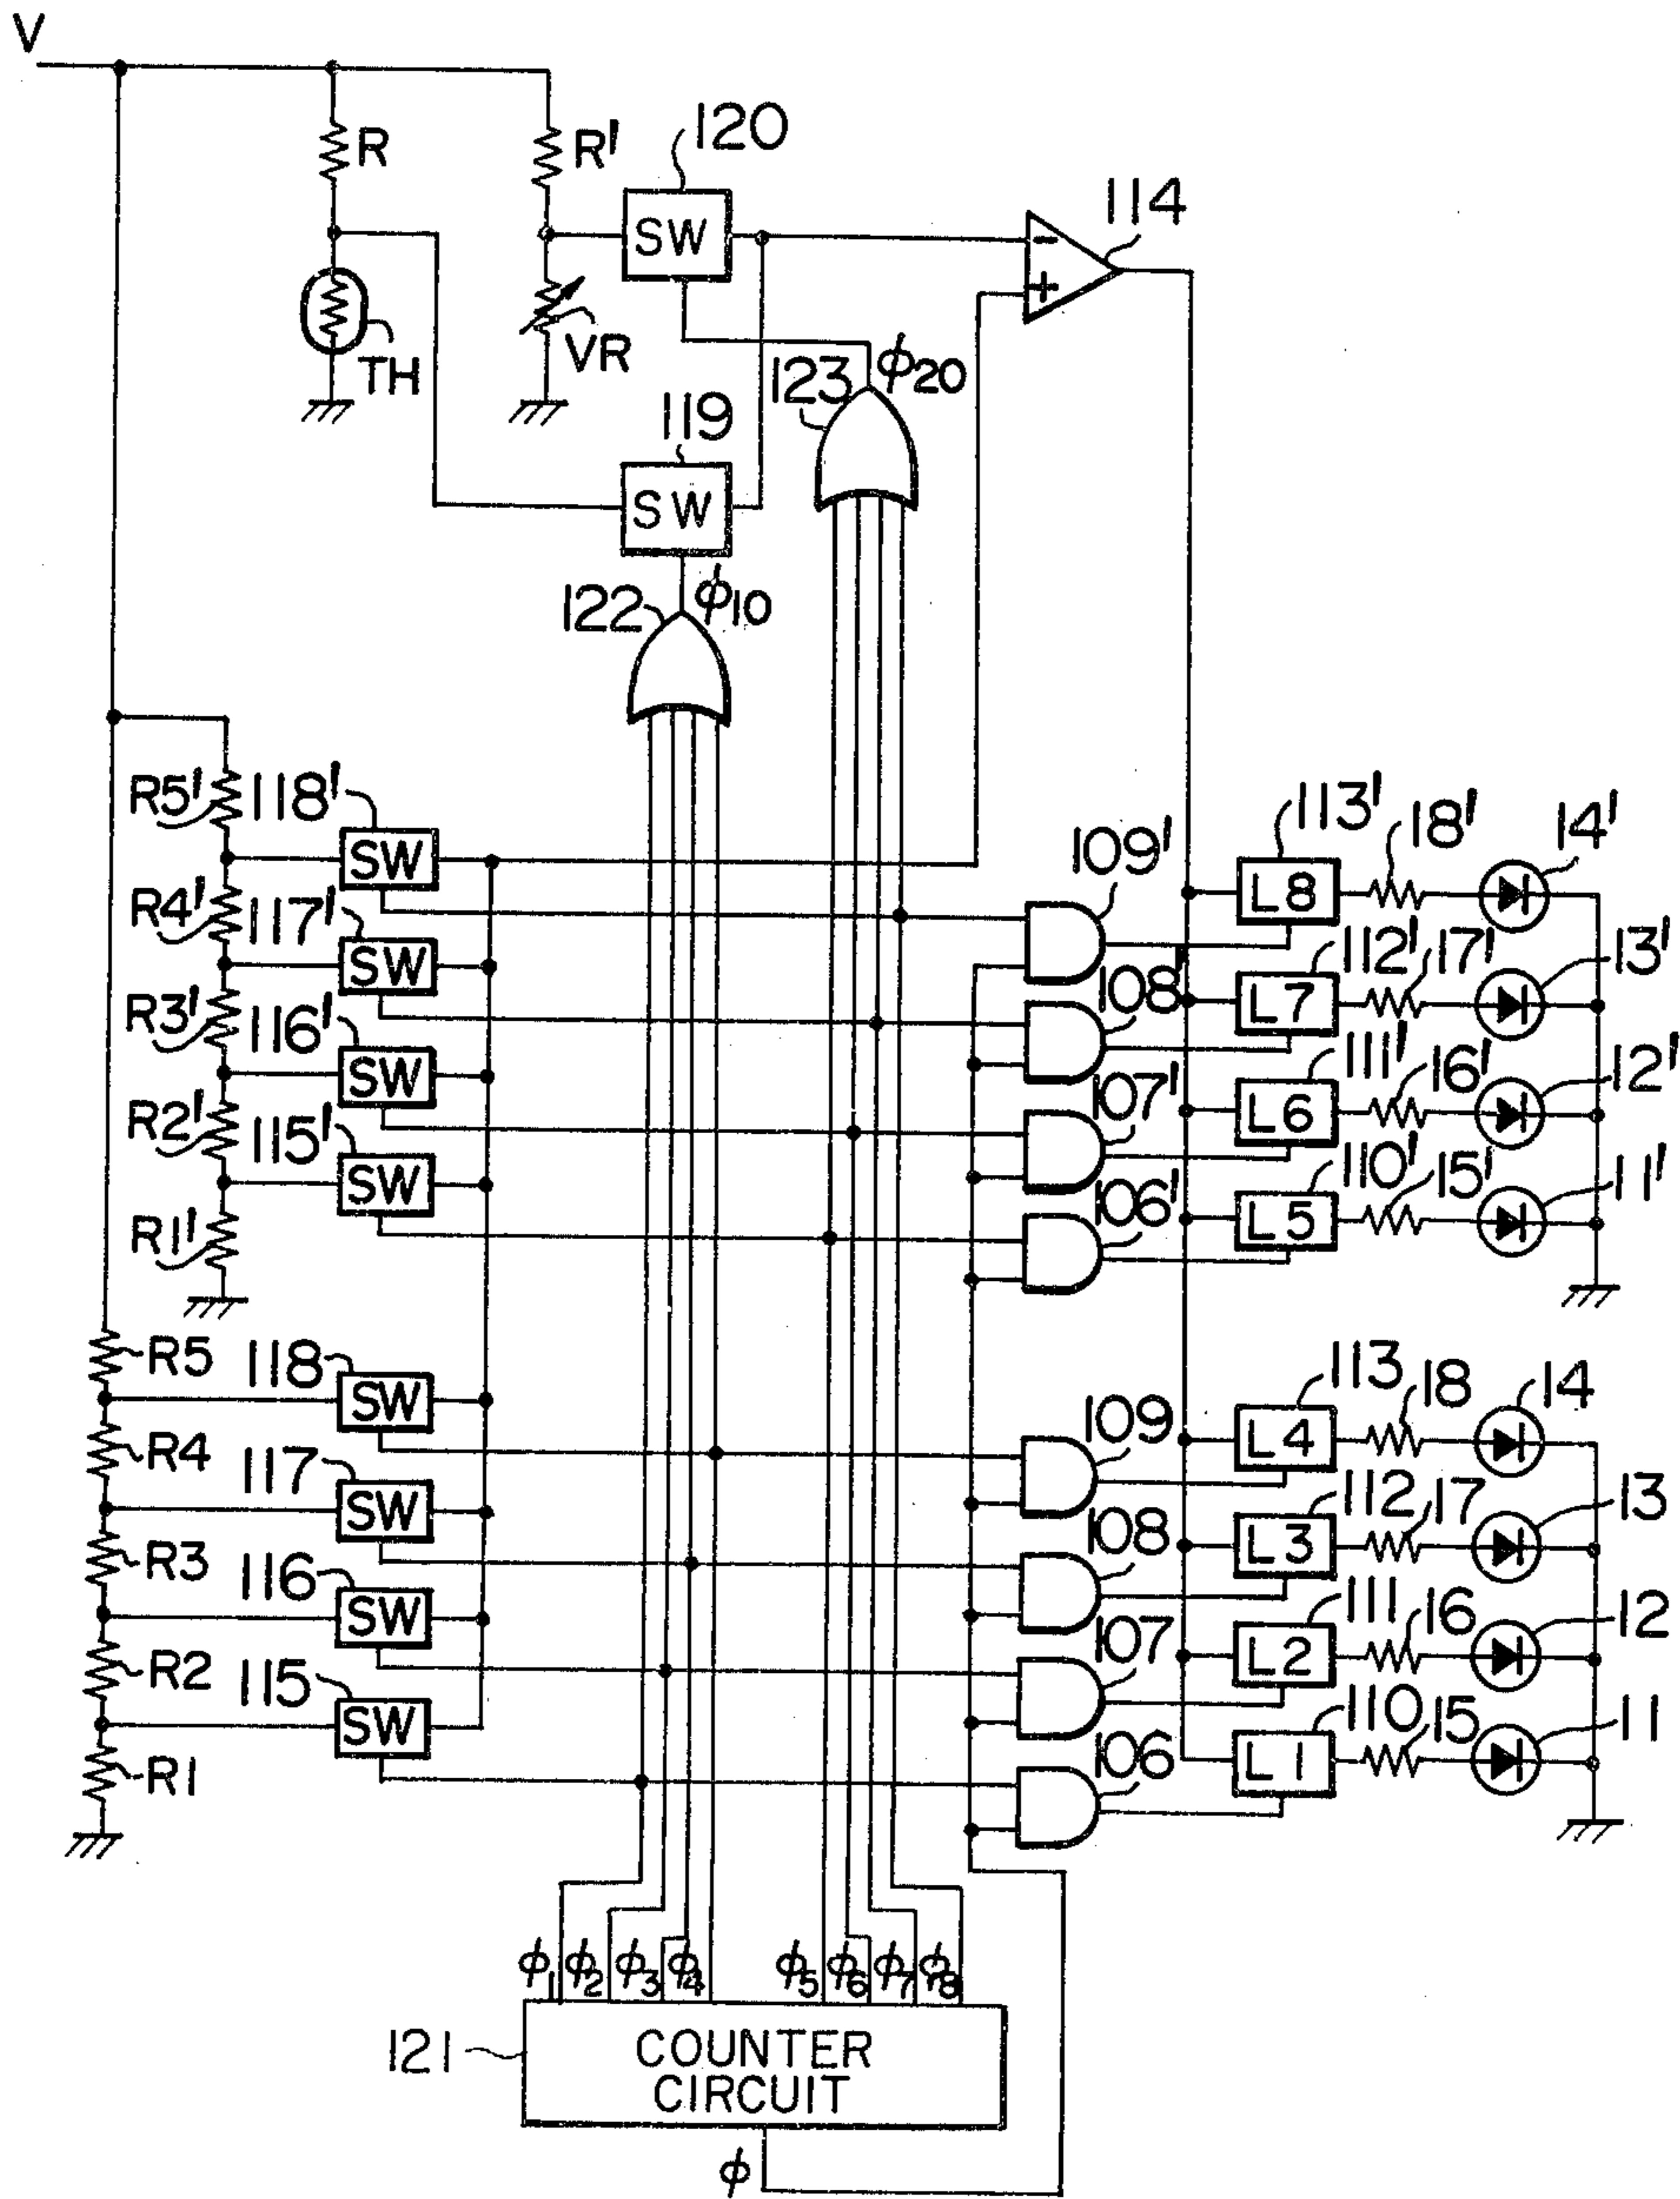 V
R
R'
120
SW
114
-
+
TH
VR
123
ϕ20
119
SW
122
ϕ10
R5'
118'
SW
109'
113'
L8
18'
14'
R4'
117'
SW
108'
112'
L7
17'
13'
R3'
116'
SW
107'
111'
L6
16'
12'
R2'
115'
SW
106'
110'
L5
15'
11'
R1'
R5
118
SW
109
113
L4
18
14
R4
117
SW
108
112
L3
17
13
R3
116
SW
107
111
L2
16
12
R2
115
SW
106
110
L1
15
11
R1
ϕ1 ϕ2 ϕ3 ϕ4 ϕ5 ϕ6 ϕ7 ϕ8
121
COUNTER
CIRCUIT
ϕ